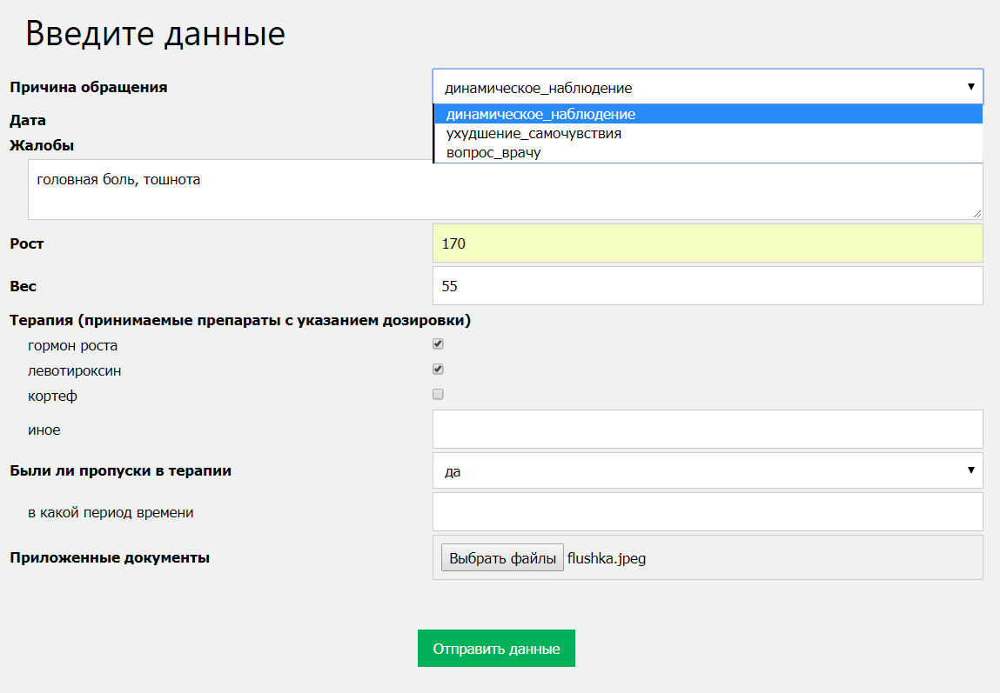 Введите данные
Причина обращения
динамическое_наблюдение
динамическое_наблюдение
ухудшение_самочувствия
вопрос_врачу
Дата
Жалобы
головная боль, тошнота
Рост 170
Вес 55
Терапия (принимаемые препараты с указанием дозировки)
гормон роста
левотироксин
кортеф
иное
Были ли пропуски в терапии да
в какой период времени
Приложенные документы Выбрать файлы flushka.jpeg
Отправить данные